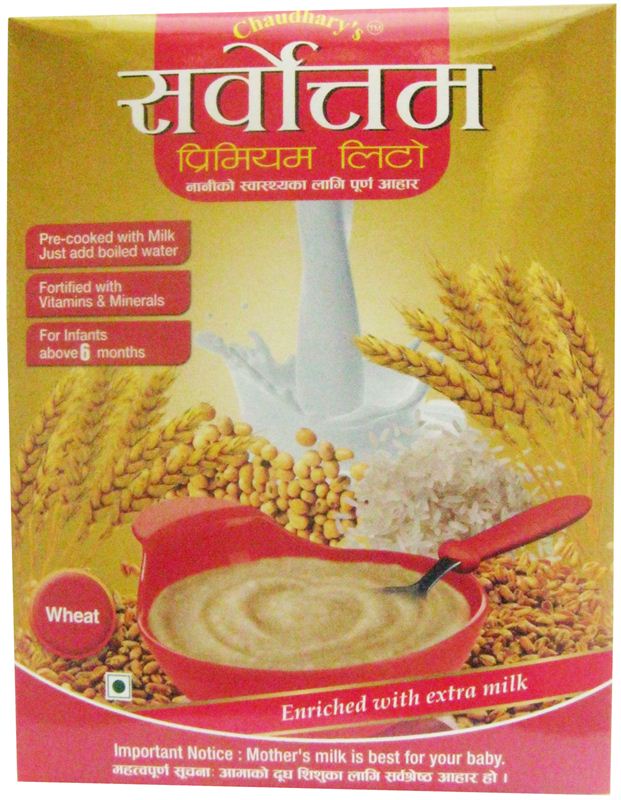 Chaudhary's TM
सर्वोत्तम
प्रिमियम लिटो
नानीको स्वास्थ्यका लागि पूर्ण आहार
Pre-cooked with Milk
Just add boiled water
Fortified with
Vitamins & Minerals
For Infants
above 6 months
Wheat
Enriched with extra milk
Important Notice : Mother's milk is best for your baby.
महत्वपूर्ण सूचनाः आमाको दूध शिशुका लागि सर्वश्रेष्ठ आहार हो ।